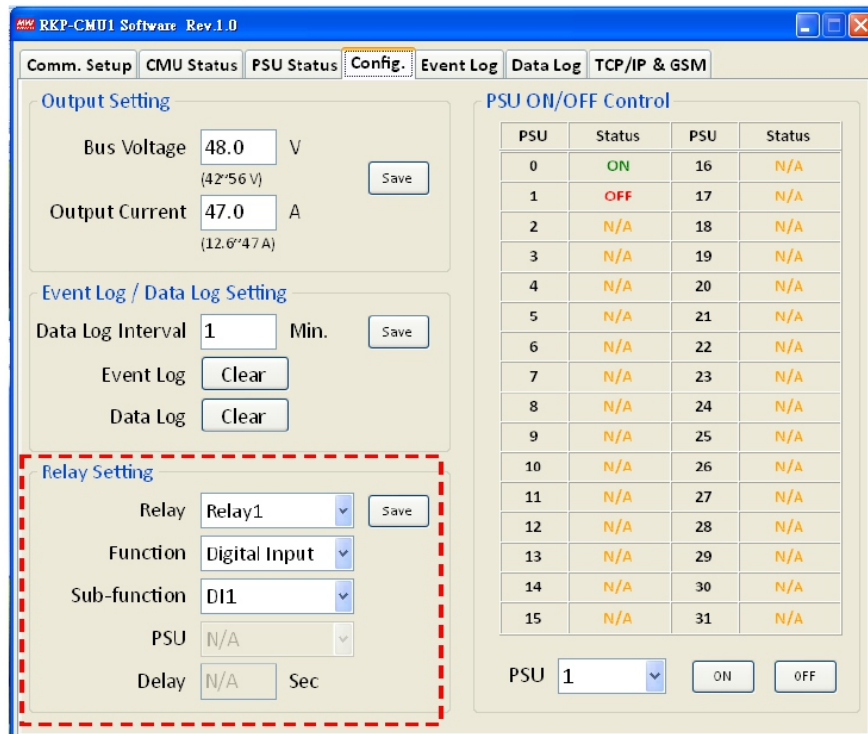 MW RKP-CMU1 Software Rev.1.0
Comm. Setup CMU Status PSU Status Config. Event Log Data Log TCP/IP & GSM
Output Setting
Bus Voltage 48.0 V
(42~56 V)
Save
Output Current 47.0 A
(12.6~47 A)
Event Log / Data Log Setting
Data Log Interval 1 Min. Save
Event Log Clear
Data Log Clear
Relay Setting
Relay Relay1 Save
Function Digital Input
Sub-function DI1
PSU N/A
Delay N/A Sec
PSU ON/OFF Control
PSU Status PSU Status
0 ON 16 N/A
1 OFF 17 N/A
2 N/A 18 N/A
3 N/A 19 N/A
4 N/A 20 N/A
5 N/A 21 N/A
6 N/A 22 N/A
7 N/A 23 N/A
8 N/A 24 N/A
9 N/A 25 N/A
10 N/A 26 N/A
11 N/A 27 N/A
12 N/A 28 N/A
13 N/A 29 N/A
14 N/A 30 N/A
15 N/A 31 N/A
PSU 1 ON OFF